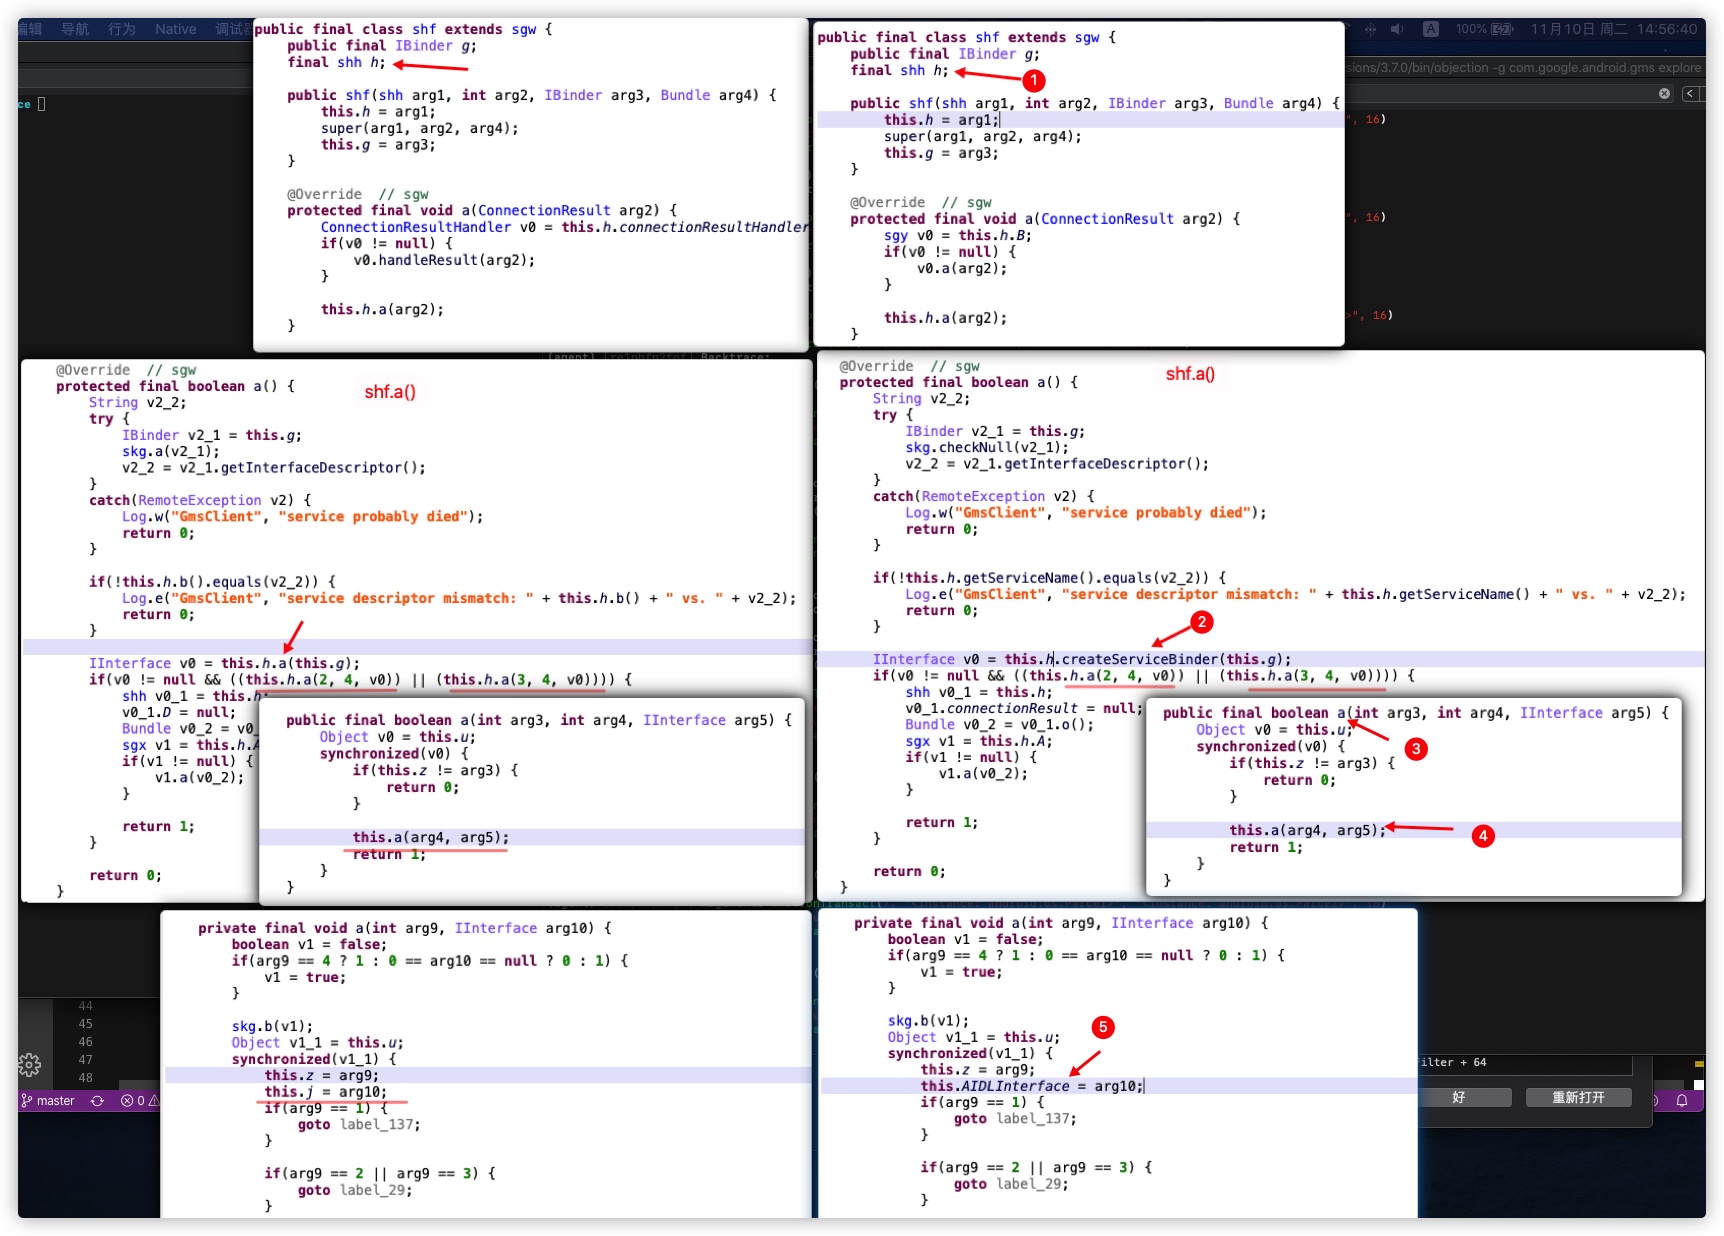 编辑 导航 行为 Native 调试器
100% 11月10日 周二 14:56:40
sions/3.7.0/bin/objection -g com.google.android.gms explore
ce
", 16)
", 16)
>", 16)
public final class shf extends sgw {
public final IBinder g;
final shh h;
public shf(shh arg1, int arg2, IBinder arg3, Bundle arg4) {
this.h = arg1;
super(arg1, arg2, arg4);
this.g = arg3;
}
@Override // sgw
protected final void a(ConnectionResult arg2) {
ConnectionResultHandler v0 = this.h.connectionResultHandler
if(v0 != null) {
v0.handleResult(arg2);
}
this.h.a(arg2);
}
public final class shf extends sgw {
public final IBinder g;
final shh h;
1
public shf(shh arg1, int arg2, IBinder arg3, Bundle arg4) {
this.h = arg1;
super(arg1, arg2, arg4);
this.g = arg3;
}
@Override // sgw
protected final void a(ConnectionResult arg2) {
sgy v0 = this.h.B;
if(v0 != null) {
v0.a(arg2);
}
this.h.a(arg2);
}
@Override // sgw
shf.a()
protected final boolean a() {
String v2_2;
try {
IBinder v2_1 = this.g;
skg.a(v2_1);
v2_2 = v2_1.getInterfaceDescriptor();
}
catch(RemoteException v2) {
Log.w("GmsClient", "service probably died");
return 0;
}
if(!this.h.b().equals(v2_2)) {
Log.e("GmsClient", "service descriptor mismatch: " + this.h.b() + " vs. " + v2_2);
return 0;
}
IInterface v0 = this.h.a(this.g);
if(v0 != null && ((this.h.a(2, 4, v0)) || (this.h.a(3, 4, v0)))) {
shh v0_1 = this.h;
v0_1.D = null;
Bundle v0_2 = v0_
sgx v1 = this.h.A
if(v1 != null) {
v1.a(v0_2);
}
return 1;
}
return 0;
}
public final boolean a(int arg3, int arg4, IInterface arg5) {
Object v0 = this.u;
synchronized(v0) {
if(this.z != arg3) {
return 0;
}
this.a(arg4, arg5);
return 1;
}
}
@Override // sgw
shf.a()
protected final boolean a() {
String v2_2;
try {
IBinder v2_1 = this.g;
skg.checkNull(v2_1);
v2_2 = v2_1.getInterfaceDescriptor();
}
catch(RemoteException v2) {
Log.w("GmsClient", "service probably died");
return 0;
}
if(!this.h.getServiceName().equals(v2_2)) {
Log.e("GmsClient", "service descriptor mismatch: " + this.h.getServiceName() + " vs. " + v2_2);
return 0;
}
2
IInterface v0 = this.h.createServiceBinder(this.g);
if(v0 != null && ((this.h.a(2, 4, v0)) || (this.h.a(3, 4, v0)))) {
shh v0_1 = this.h;
v0_1.connectionResult = null;
Bundle v0_2 = v0_1.o();
sgx v1 = this.h.A;
if(v1 != null) {
v1.a(v0_2);
}
return 1;
}
return 0;
}
public final boolean a(int arg3, int arg4, IInterface arg5) {
Object v0 = this.u;
3
synchronized(v0) {
if(this.z != arg3) {
return 0;
}
this.a(arg4, arg5);
4
return 1;
}
}
private final void a(int arg9, IInterface arg10) {
boolean v1 = false;
if(arg9 == 4 ? 1 : 0 == arg10 == null ? 0 : 1) {
v1 = true;
}
skg.b(v1);
Object v1_1 = this.u;
synchronized(v1_1) {
this.z = arg9;
this.j = arg10;
if(arg9 == 1) {
goto label_137;
}
if(arg9 == 2 || arg9 == 3) {
goto label_29;
}
private final void a(int arg9, IInterface arg10) {
boolean v1 = false;
if(arg9 == 4 ? 1 : 0 == arg10 == null ? 0 : 1) {
v1 = true;
}
skg.b(v1);
5
Object v1_1 = this.u;
synchronized(v1_1) {
this.z = arg9;
this.AIDLInterface = arg10;
if(arg9 == 1) {
goto label_137;
}
if(arg9 == 2 || arg9 == 3) {
goto label_29;
}
44
45
46
47
48
master 0
filter + 64
好 重新打开